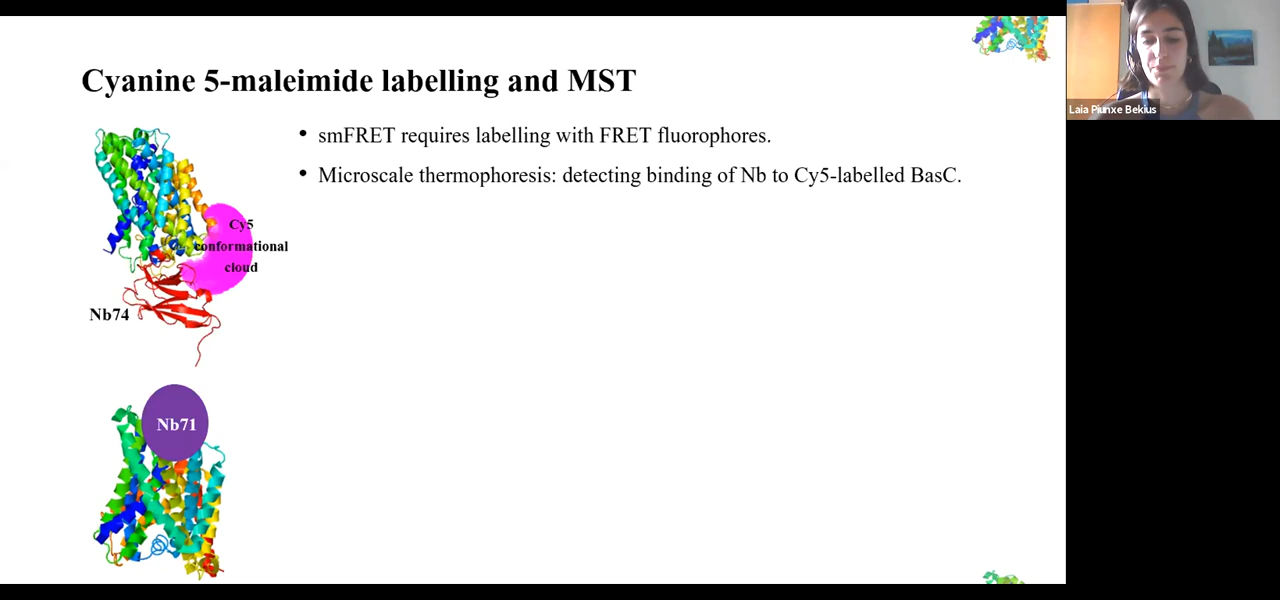 Cyanine 5-maleimide labelling and MST
• smFRET requires labelling with FRET fluorophores.
• Microscale thermophoresis: detecting binding of Nb to Cy5-labelled BasC.
Cy5
conformational
cloud
Nb74
Nb71
Laia Piunxe Bekius